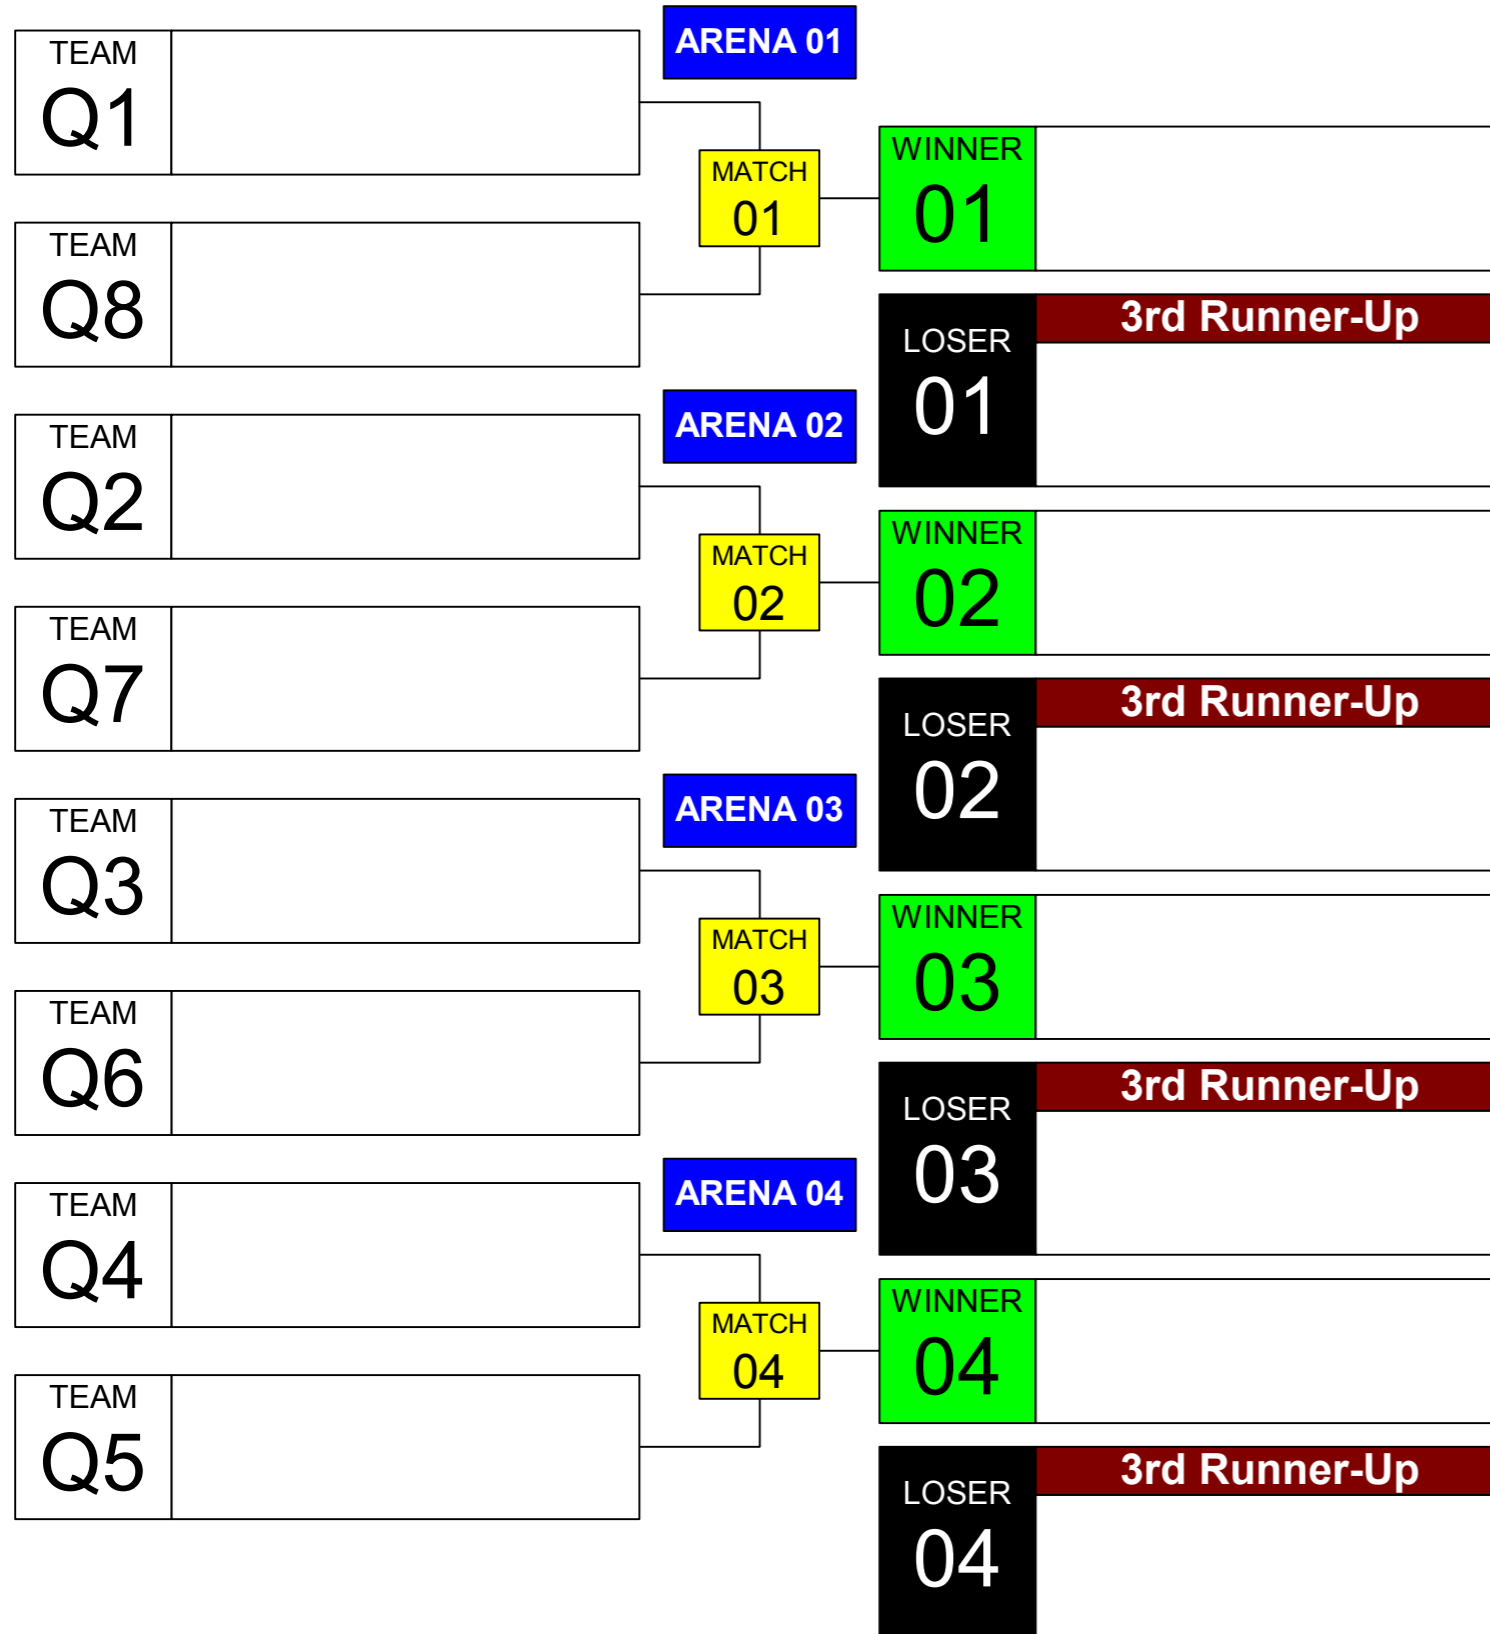 ARENA 01
TEAM
Q1
MATCH
01
WINNER
01
TEAM
Q8
3rd Runner-Up
LOSER
01
ARENA 02
TEAM
Q2
MATCH
02
WINNER
02
TEAM
Q7
3rd Runner-Up
LOSER
02
ARENA 03
TEAM
Q3
MATCH
03
WINNER
03
TEAM
Q6
3rd Runner-Up
LOSER
03
ARENA 04
TEAM
Q4
MATCH
04
WINNER
04
TEAM
Q5
3rd Runner-Up
LOSER
04